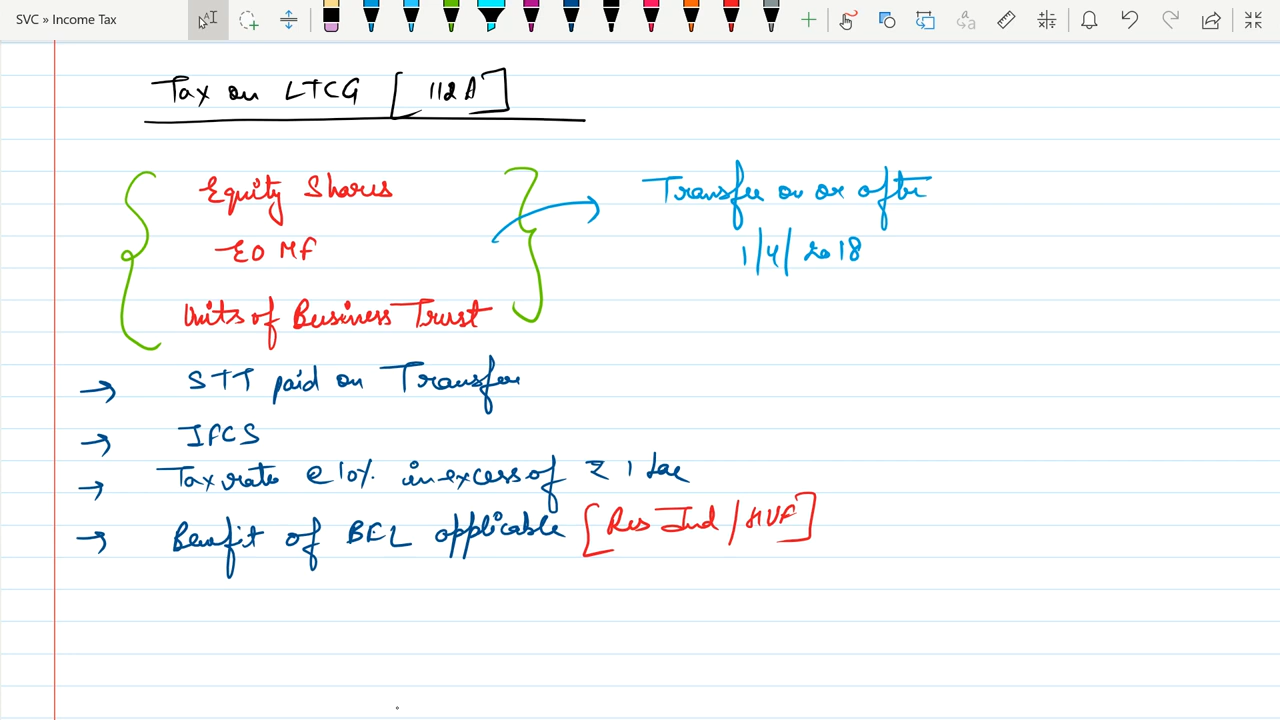 SVC » Income Tax
Tax on LTCG [112A]
Equity Shares
EO MF
Units of Business Trust
Transfer on or after
1/4/2018
→ STT paid on Transfer
→ IFCS
→ Tax rate @ 10% in excess of ₹ 1 Lac
→ Benefit of BEL applicable [Res Ind / HUF]